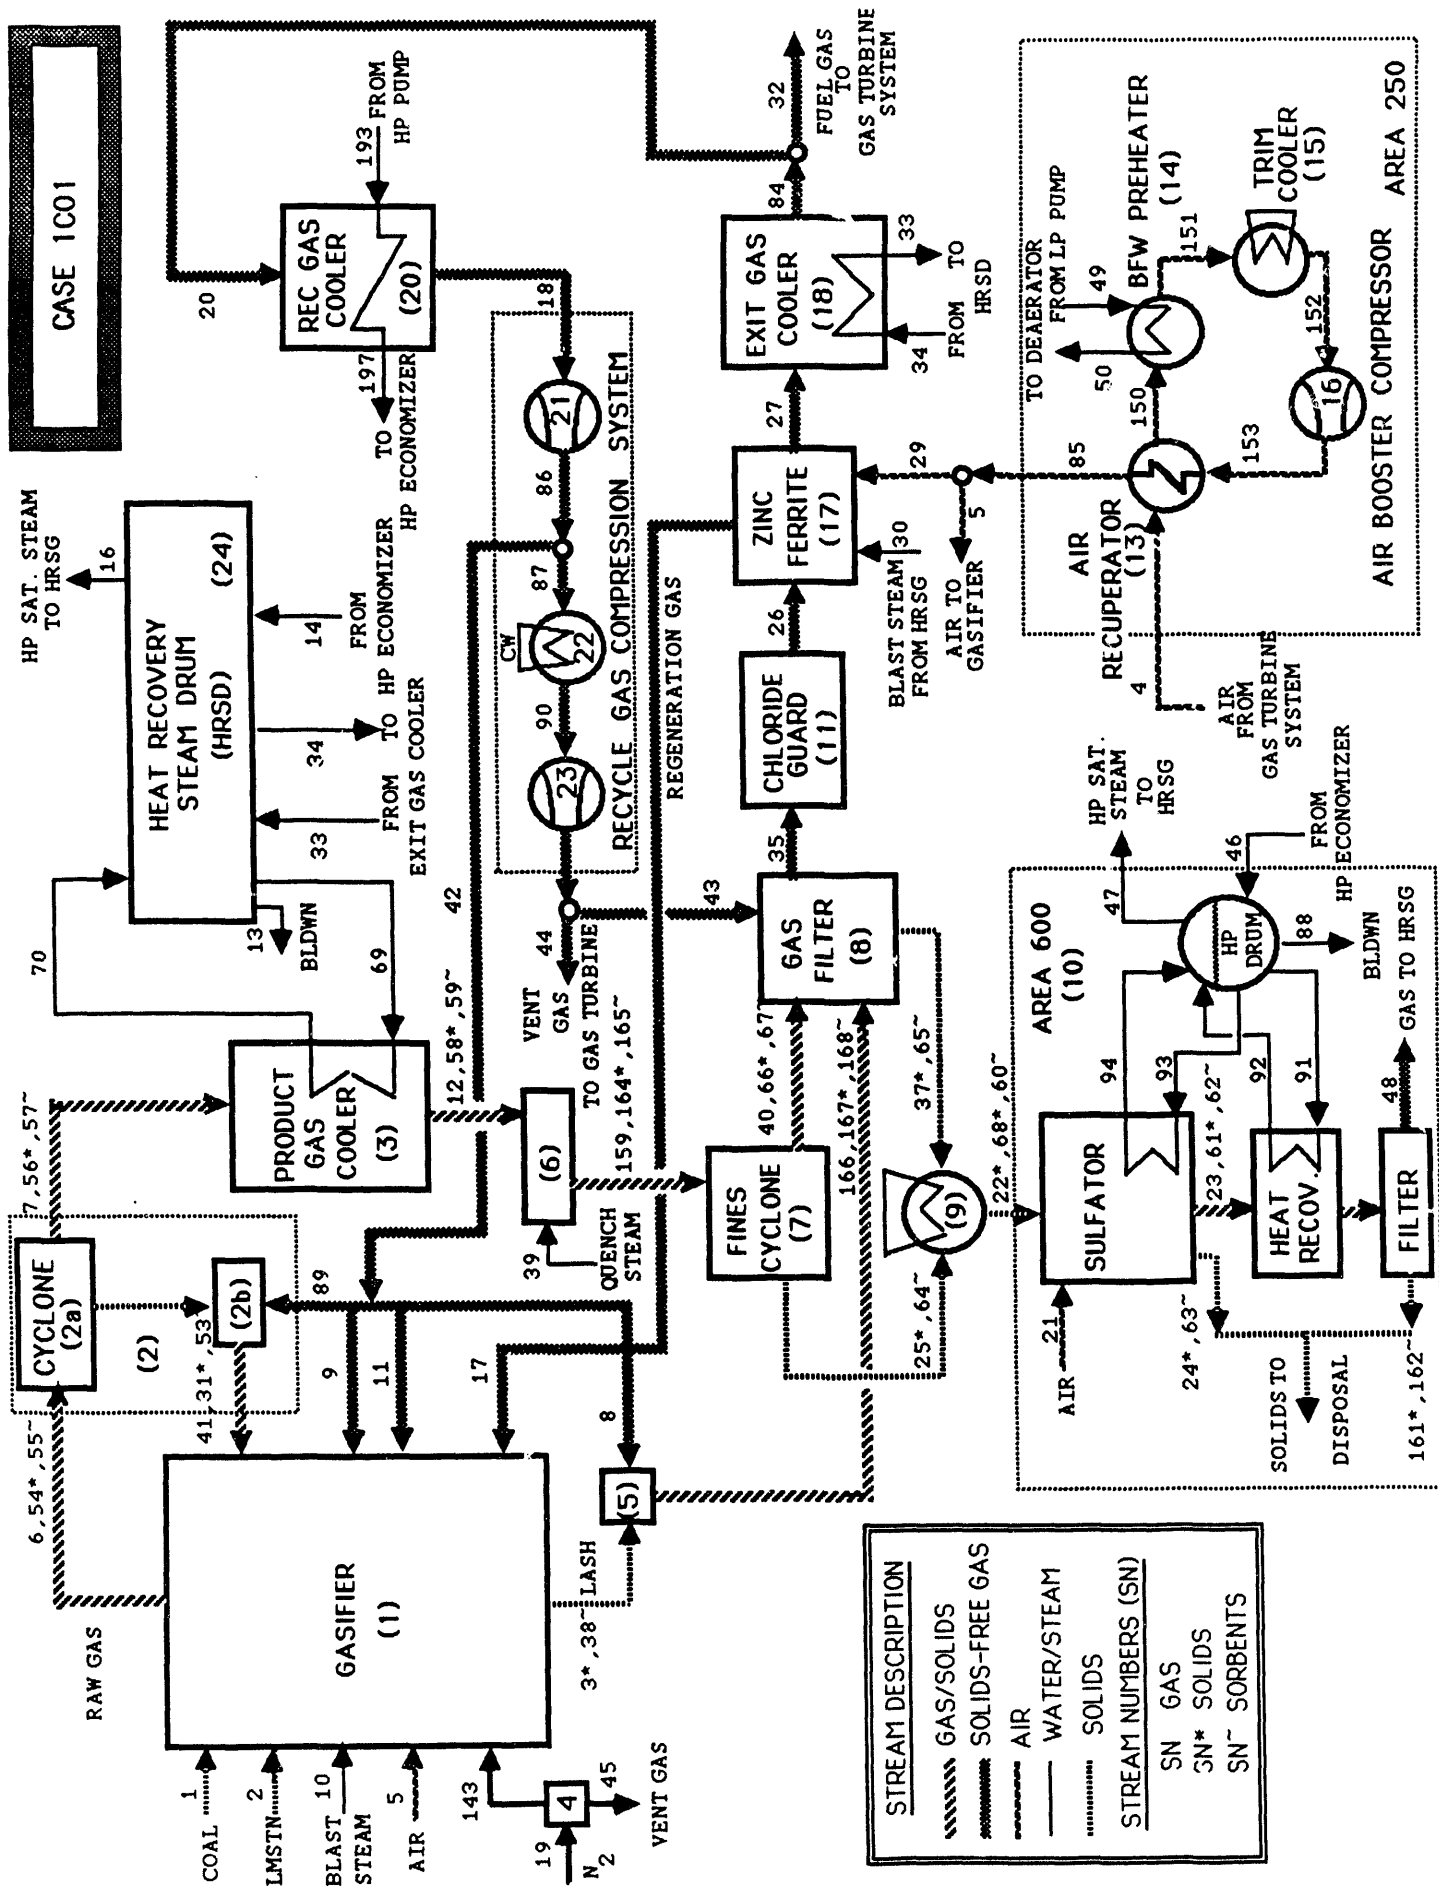 CASE 1C01
COAL
1
LMSTN
2
BLAST
STEAM
10
AIR
5
143
19
N2
4
45
VENT GAS
GASIFIER
(1)
RAW GAS
6,54*,55~
CYCLONE
(2a)
(2)
(2b)
41,31*,53~
7,56*,57~
89
9
11
17
8
3*,38~
LASH
(5)
PRODUCT
GAS
COOLER
(3)
70
69
13
BLDWN
HEAT RECOVERY
STEAM DRUM
(HRSD)
(24)
HP SAT. STEAM
TO HRSG
16
33
FROM
EXIT GAS COOLER
34
TO HP ECONOMIZER
14
FROM
12,58*,59~
42
(6)
39
QUENCH
STEAM
159,164*,165~
VENT
GAS
TO GAS TURBINE
44
43
REC GAS
COOLER
(20)
20
193
FROM
HP PUMP
197
TO
HP ECONOMIZER
18
21
86
87
CW
22
90
23
RECYCLE GAS COMPRESSION SYSTEM
REGENERATION GAS
FINES
CYCLONE
(7)
40,66*,67~
166,167*,168~
GAS
FILTER
(8)
35
CHLORIDE
GUARD
(11)
26
ZINC
FERRITE
(17)
27
EXIT GAS
COOLER
(18)
84
32
FUEL GAS
TO
GAS TURBINE
SYSTEM
34
FROM
33
TO
HRSD
30
BLAST STEAM
FROM HRSG
29
5
AIR TO
GASIFIER
85
37*,65~
25*,64~
(9)
22*,68*,60~
AREA 600
(10)
SULFATOR
AIR
21
94
93
92
91
HP
DRUM
47
HP SAT.
STEAM
TO
HRSG
46
FROM
HP ECONOMIZER
88
BLDWN
23,61*,62~
HEAT
RECOV.
24*,63~
FILTER
48
GAS TO HRSG
161*,162~
SOLIDS TO
DISPOSAL
4
AIR
FROM
GAS TURBINE
SYSTEM
AIR
RECUPERATOR
(13)
150
TO DEAERATOR
FROM LP PUMP
50
49
BFW PREHEATER
(14)
151
TRIM
COOLER
(15)
152
16
153
AIR BOOSTER COMPRESSOR AREA 250
STREAM DESCRIPTION
GAS/SOLIDS
SOLIDS-FREE GAS
AIR
WATER/STEAM
SOLIDS
STREAM NUMBERS (SN)
SN GAS
SN* SOLIDS
SN~ SORBENTS